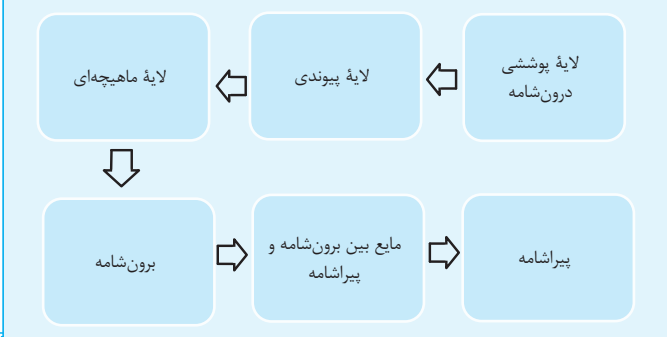 لایهٔ پوششی
درون‌شامه
لایهٔ پیوندی
لایهٔ ماهیچه‌ای
برون‌شامه
مایع بین برون‌شامه و
پیراشامه
پیراشامه